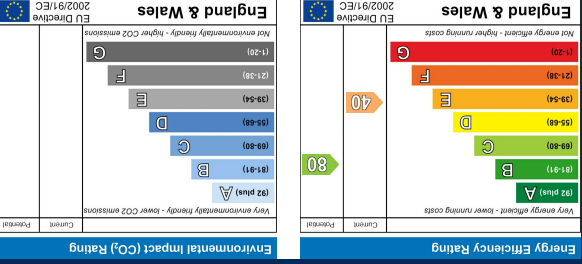 Energy Efficiency Rating
Current
Potential
Very energy efficient - lower running costs
(92 plus) A
(81-91) B
(69-80) C
(55-68) D
(39-54) E
(21-38) F
(1-20) G
Not energy efficient - higher running costs
80
40
England & Wales
EU Directive
2002/91/EC
Environmental Impact (CO₂) Rating
Current
Potential
Very environmentally friendly - lower CO2 emissions
(92 plus) A
(81-91) B
(69-80) C
(55-68) D
(39-54) E
(21-38) F
(1-20) G
Not environmentally friendly - higher CO2 emissions
England & Wales
EU Directive
2002/91/EC